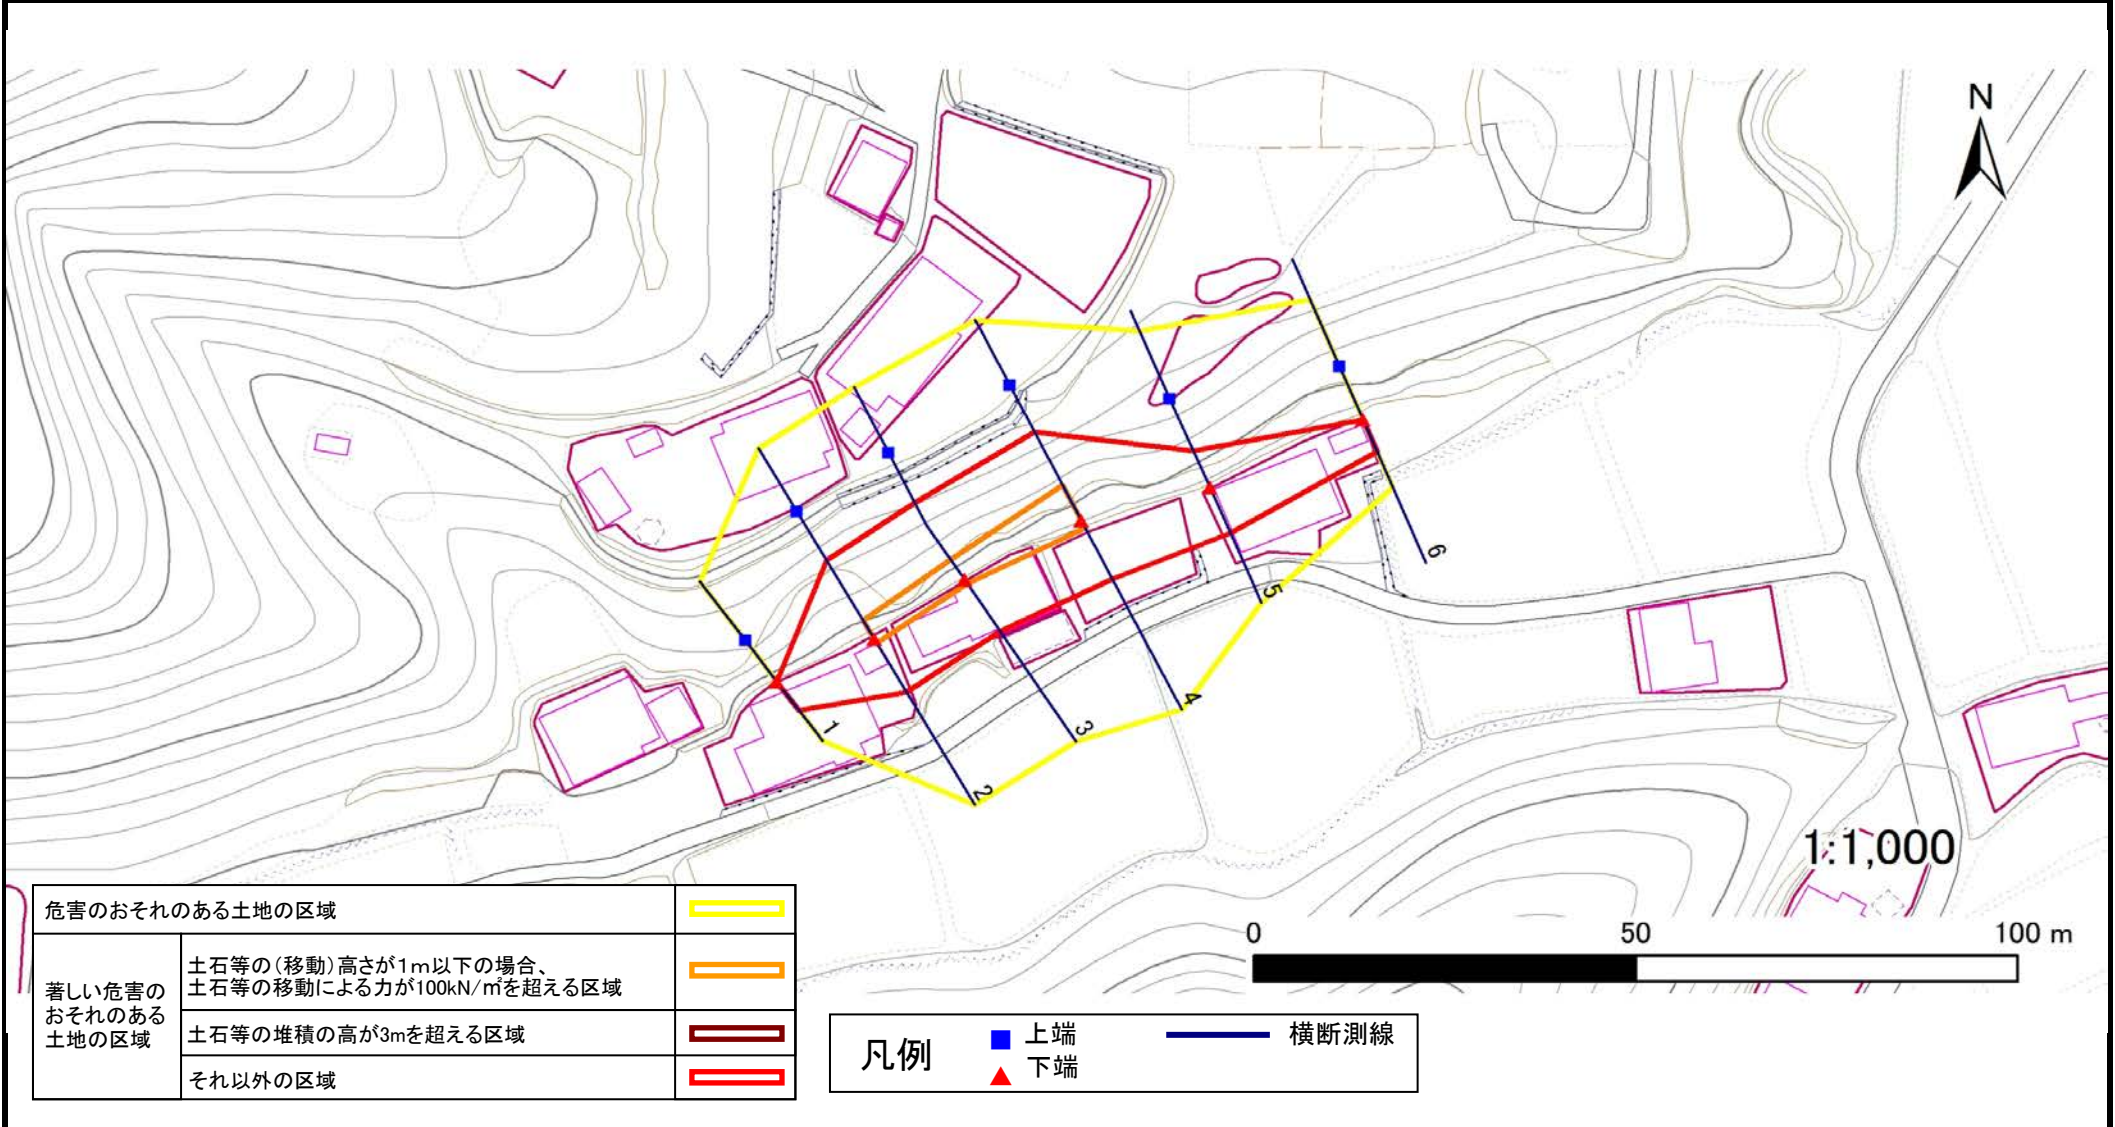 N
6
5
4
3
1
2
1:1,000
0 50 100 m
危害のおそれのある土地の区域
著しい危害の
おそれのある
土地の区域
土石等の(移動)高さが1m以下の場合、
土石等の移動による力が100kN/㎡を超える区域
土石等の堆積の高が3mを超える区域
それ以外の区域
凡例
上端
下端
横断測線